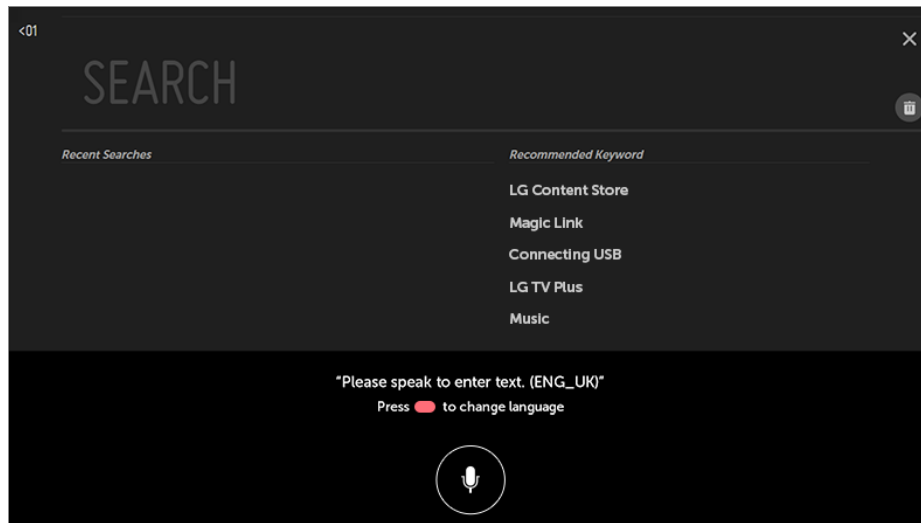 <01
SEARCH
Recent Searches
Recommended Keyword
LG Content Store
Magic Link
Connecting USB
LG TV Plus
Music
“Please speak to enter text. (ENG_UK)“
Press to change language